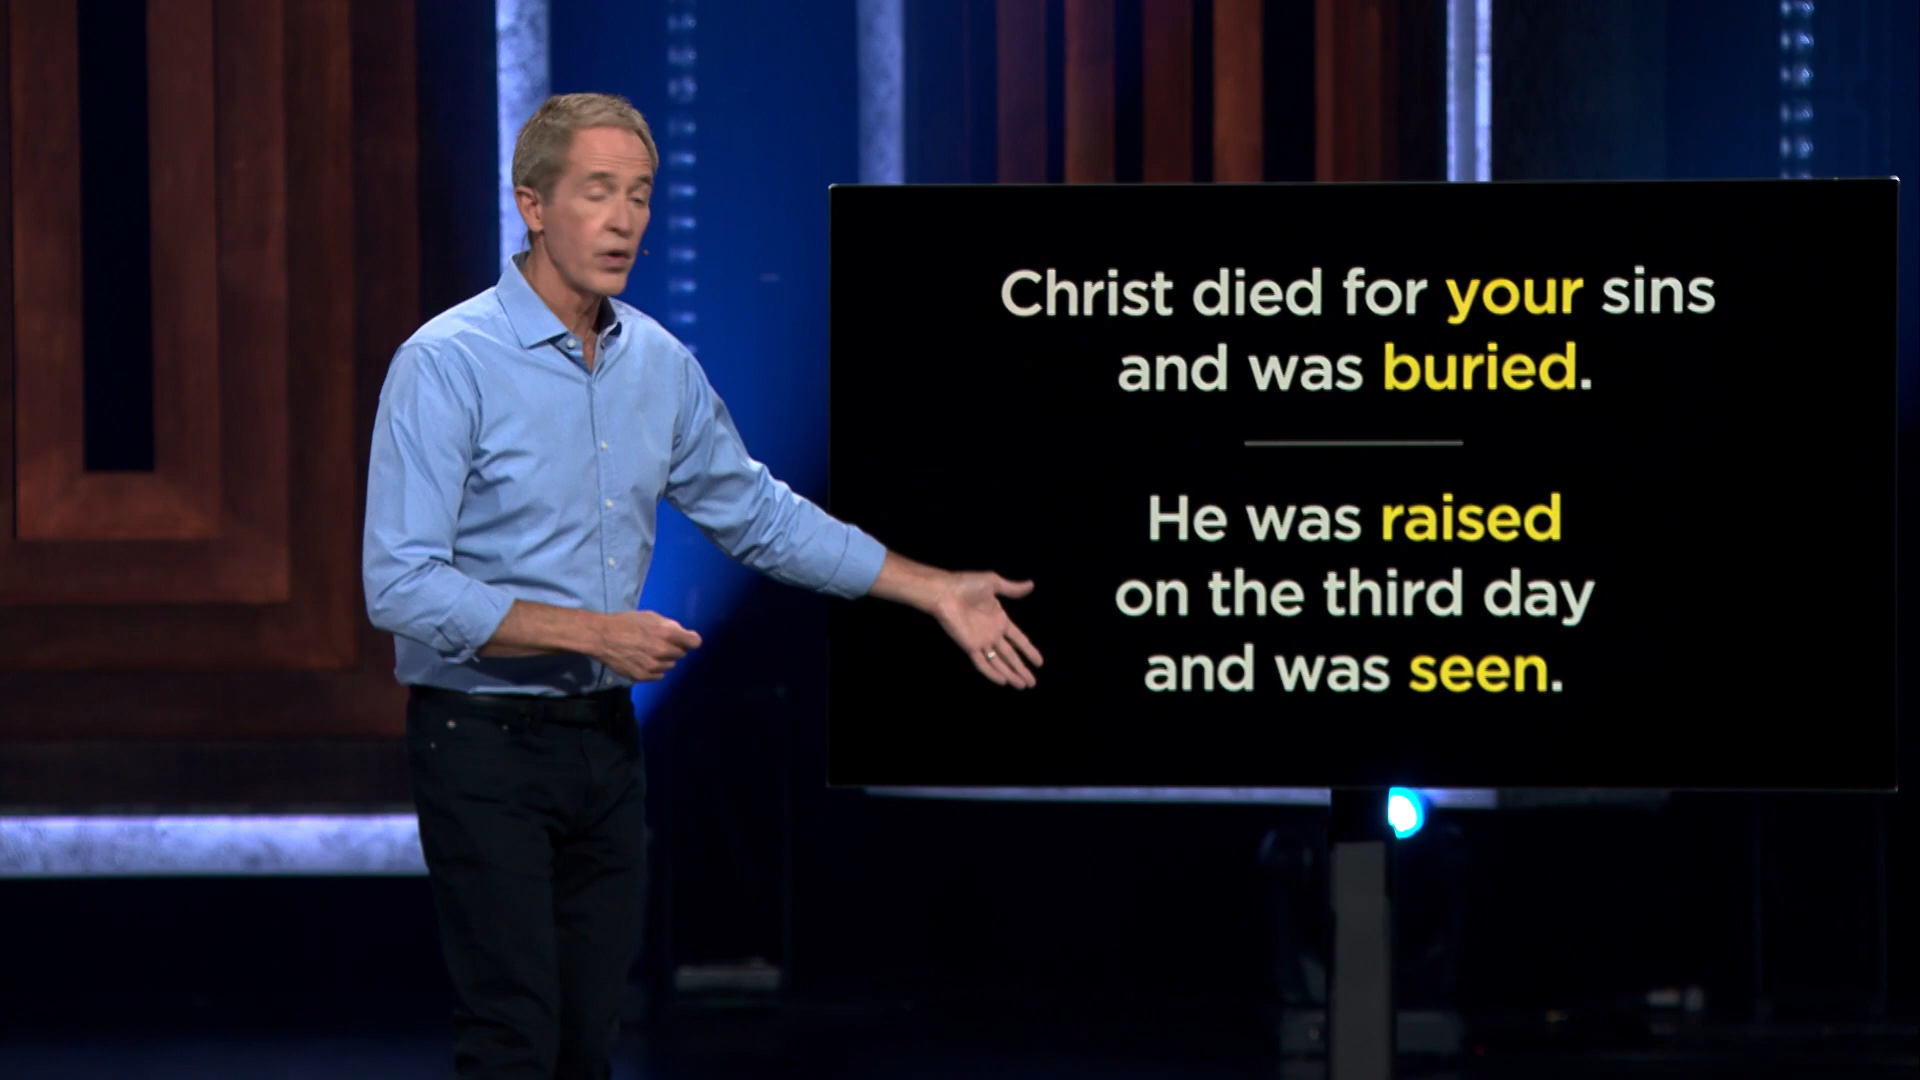 Christ died for your sins
and was buried.
He was raised
on the third day
and was seen.